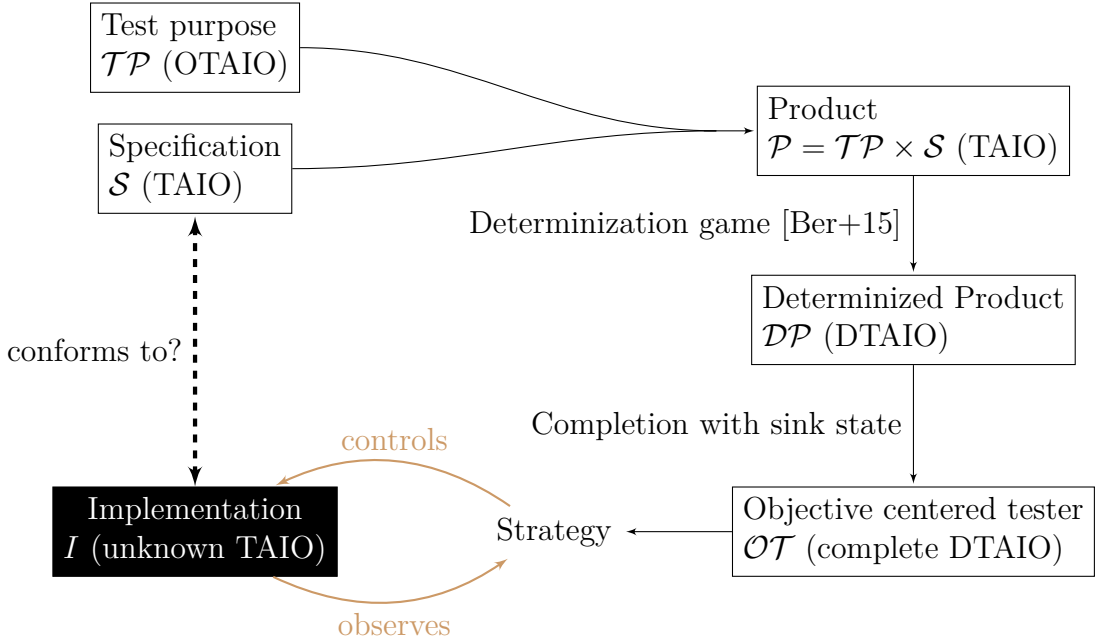 Test purpose
𝒯𝒫 (OTAIO)
Specification
𝒮 (TAIO)
Product
𝒫 = 𝒯𝒫 × 𝒮 (TAIO)
Determinization game [Ber+15]
Determinized Product
𝒟𝒫 (DTAIO)
conforms to?
Completion with sink state
controls
Implementation
I (unknown TAIO)
Strategy
Objective centered tester
𝒪𝒯 (complete DTAIO)
observes